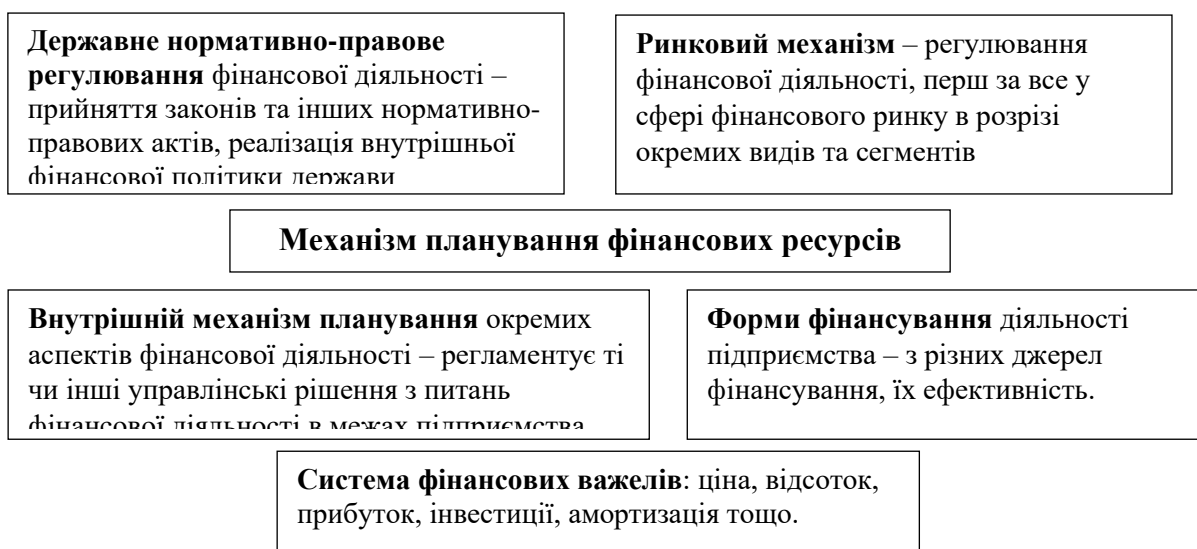 Державне нормативно-правове
регулювання фінансової діяльності –
прийняття законів та інших нормативно-
правових актів, реалізація внутрішньої
фінансової політики держави
Ринковий механізм – регулювання
фінансової діяльності, перш за все у
сфері фінансового ринку в розрізі
окремих видів та сегментів
Механізм планування фінансових ресурсів
Внутрішній механізм планування окремих
аспектів фінансової діяльності – регламентує ті
чи інші управлінські рішення з питань
фінансової діяльності в межах підприємства
Форми фінансування діяльності
підприємства – з різних джерел
фінансування, їх ефективність.
Система фінансових важелів: ціна, відсоток,
прибуток, інвестиції, амортизація тощо.